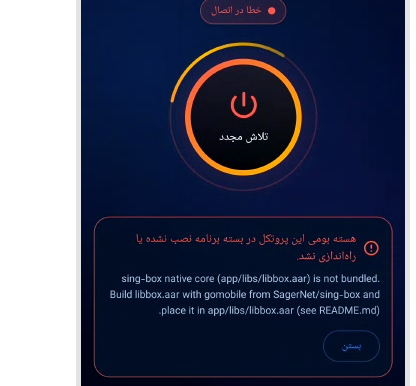 خطا در اتصال
تلاش مجدد
هسته بومی این پروتکل در بسته برنامه نصب نشده یا
راه‌اندازی نشد.
sing-box native core (app/libs/libbox.aar) is not bundled.
Build libbox.aar with gomobile from SagerNet/sing-box and
place it in app/libs/libbox.aar (see README.md).
بستن